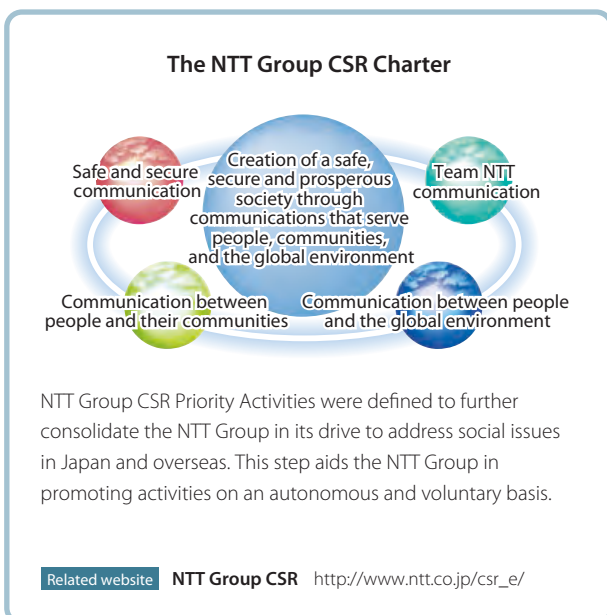 The NTT Group CSR Charter
Safe and secure
communication
Creation of a safe,
secure and prosperous
society through
communications that serve
people, communities,
and the global environment
Team NTT
communication
Communication between
people and their communities
Communication between people
and the global environment
NTT Group CSR Priority Activities were defined to further
consolidate the NTT Group in its drive to address social issues
in Japan and overseas. This step aids the NTT Group in
promoting activities on an autonomous and voluntary basis.
Related website NTT Group CSR http://www.ntt.co.jp/csr_e/